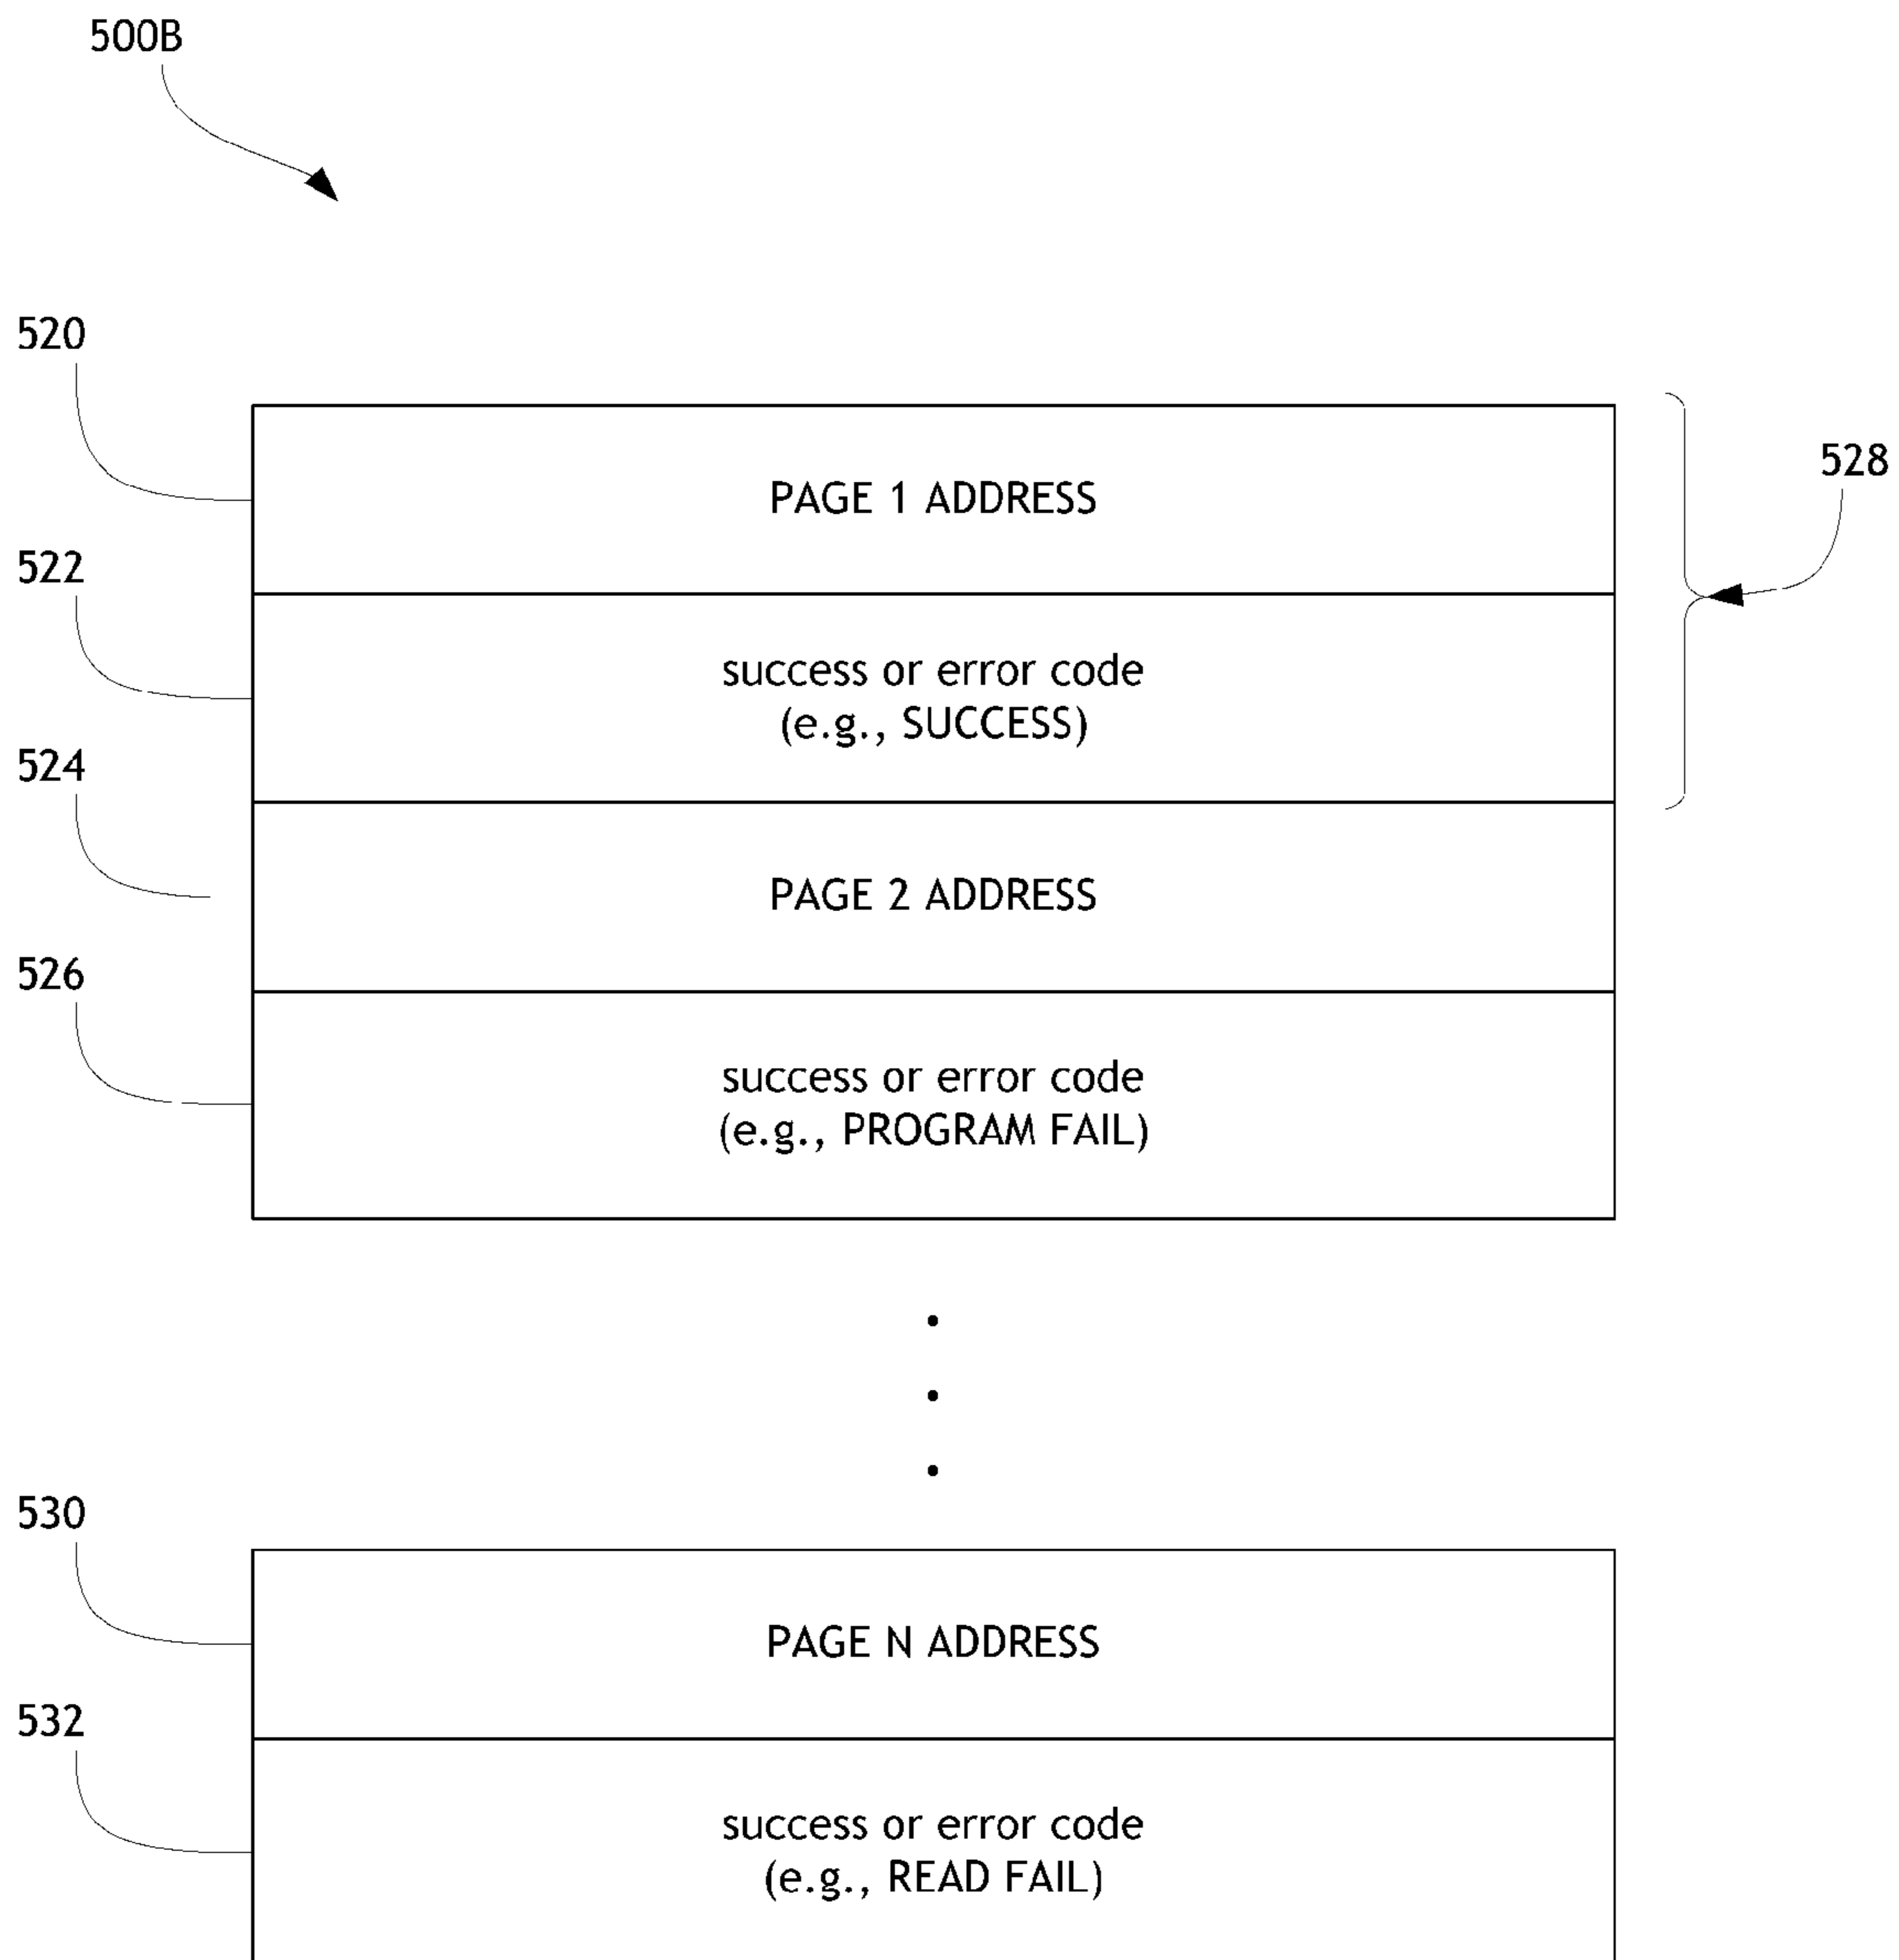 500B
520
PAGE 1 ADDRESS
528
522
success or error code
(e.g., SUCCESS)
524
PAGE 2 ADDRESS
526
success or error code
(e.g., PROGRAM FAIL)
530
PAGE N ADDRESS
532
success or error code
(e.g., READ FAIL)